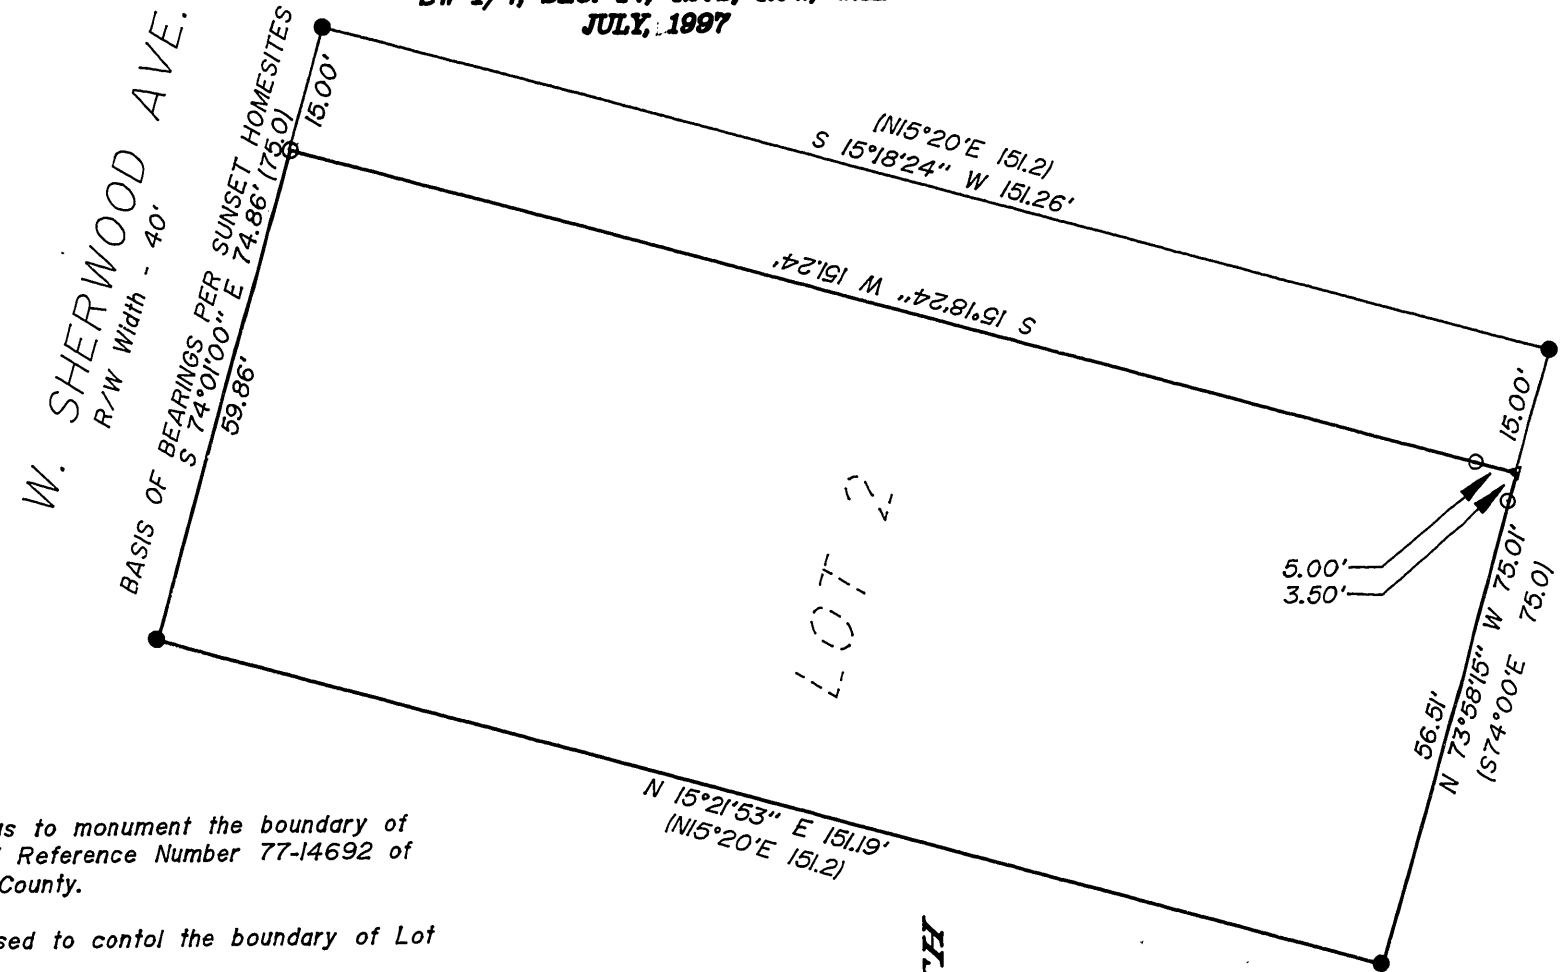 JULY, 1997
W. SHERWOOD AVE.
R/W Width - 40'
BASIS OF BEARINGS PER SUNSET HOMESITES
S 74°01'00" E 74.86' (75.0)
59.86'
15.00'
(N15°20'E 151.2)
S 15°18'24" W 151.26'
S 15°18'24" W 151.24'
15.00'
5.00'
3.50'
LOT 2
56.51'
N 73°58'15" W 75.01'
(S74°00'E 75.0)
N 15°21'53" E 151.19'
(N15°20'E 151.2)
to monument the boundary of
Reference Number 77-14692 of
County.
to contol the boundary of Lot